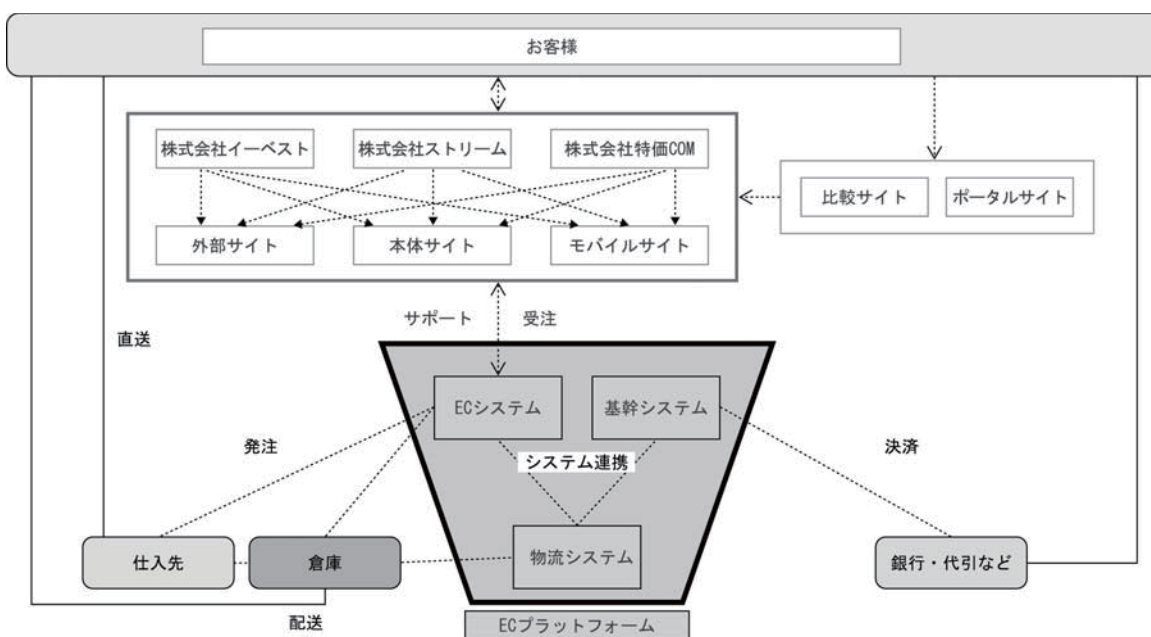 お客様
株式会社イーベスト
株式会社ストリーム
株式会社特価COM
比較サイト
ポータルサイト
外部サイト
本体サイト
モバイルサイト
サポート
受注
直送
ECシステム
基幹システム
発注
システム連携
決済
仕入先
倉庫
物流システム
銀行・代引など
配送
ECプラットフォーム